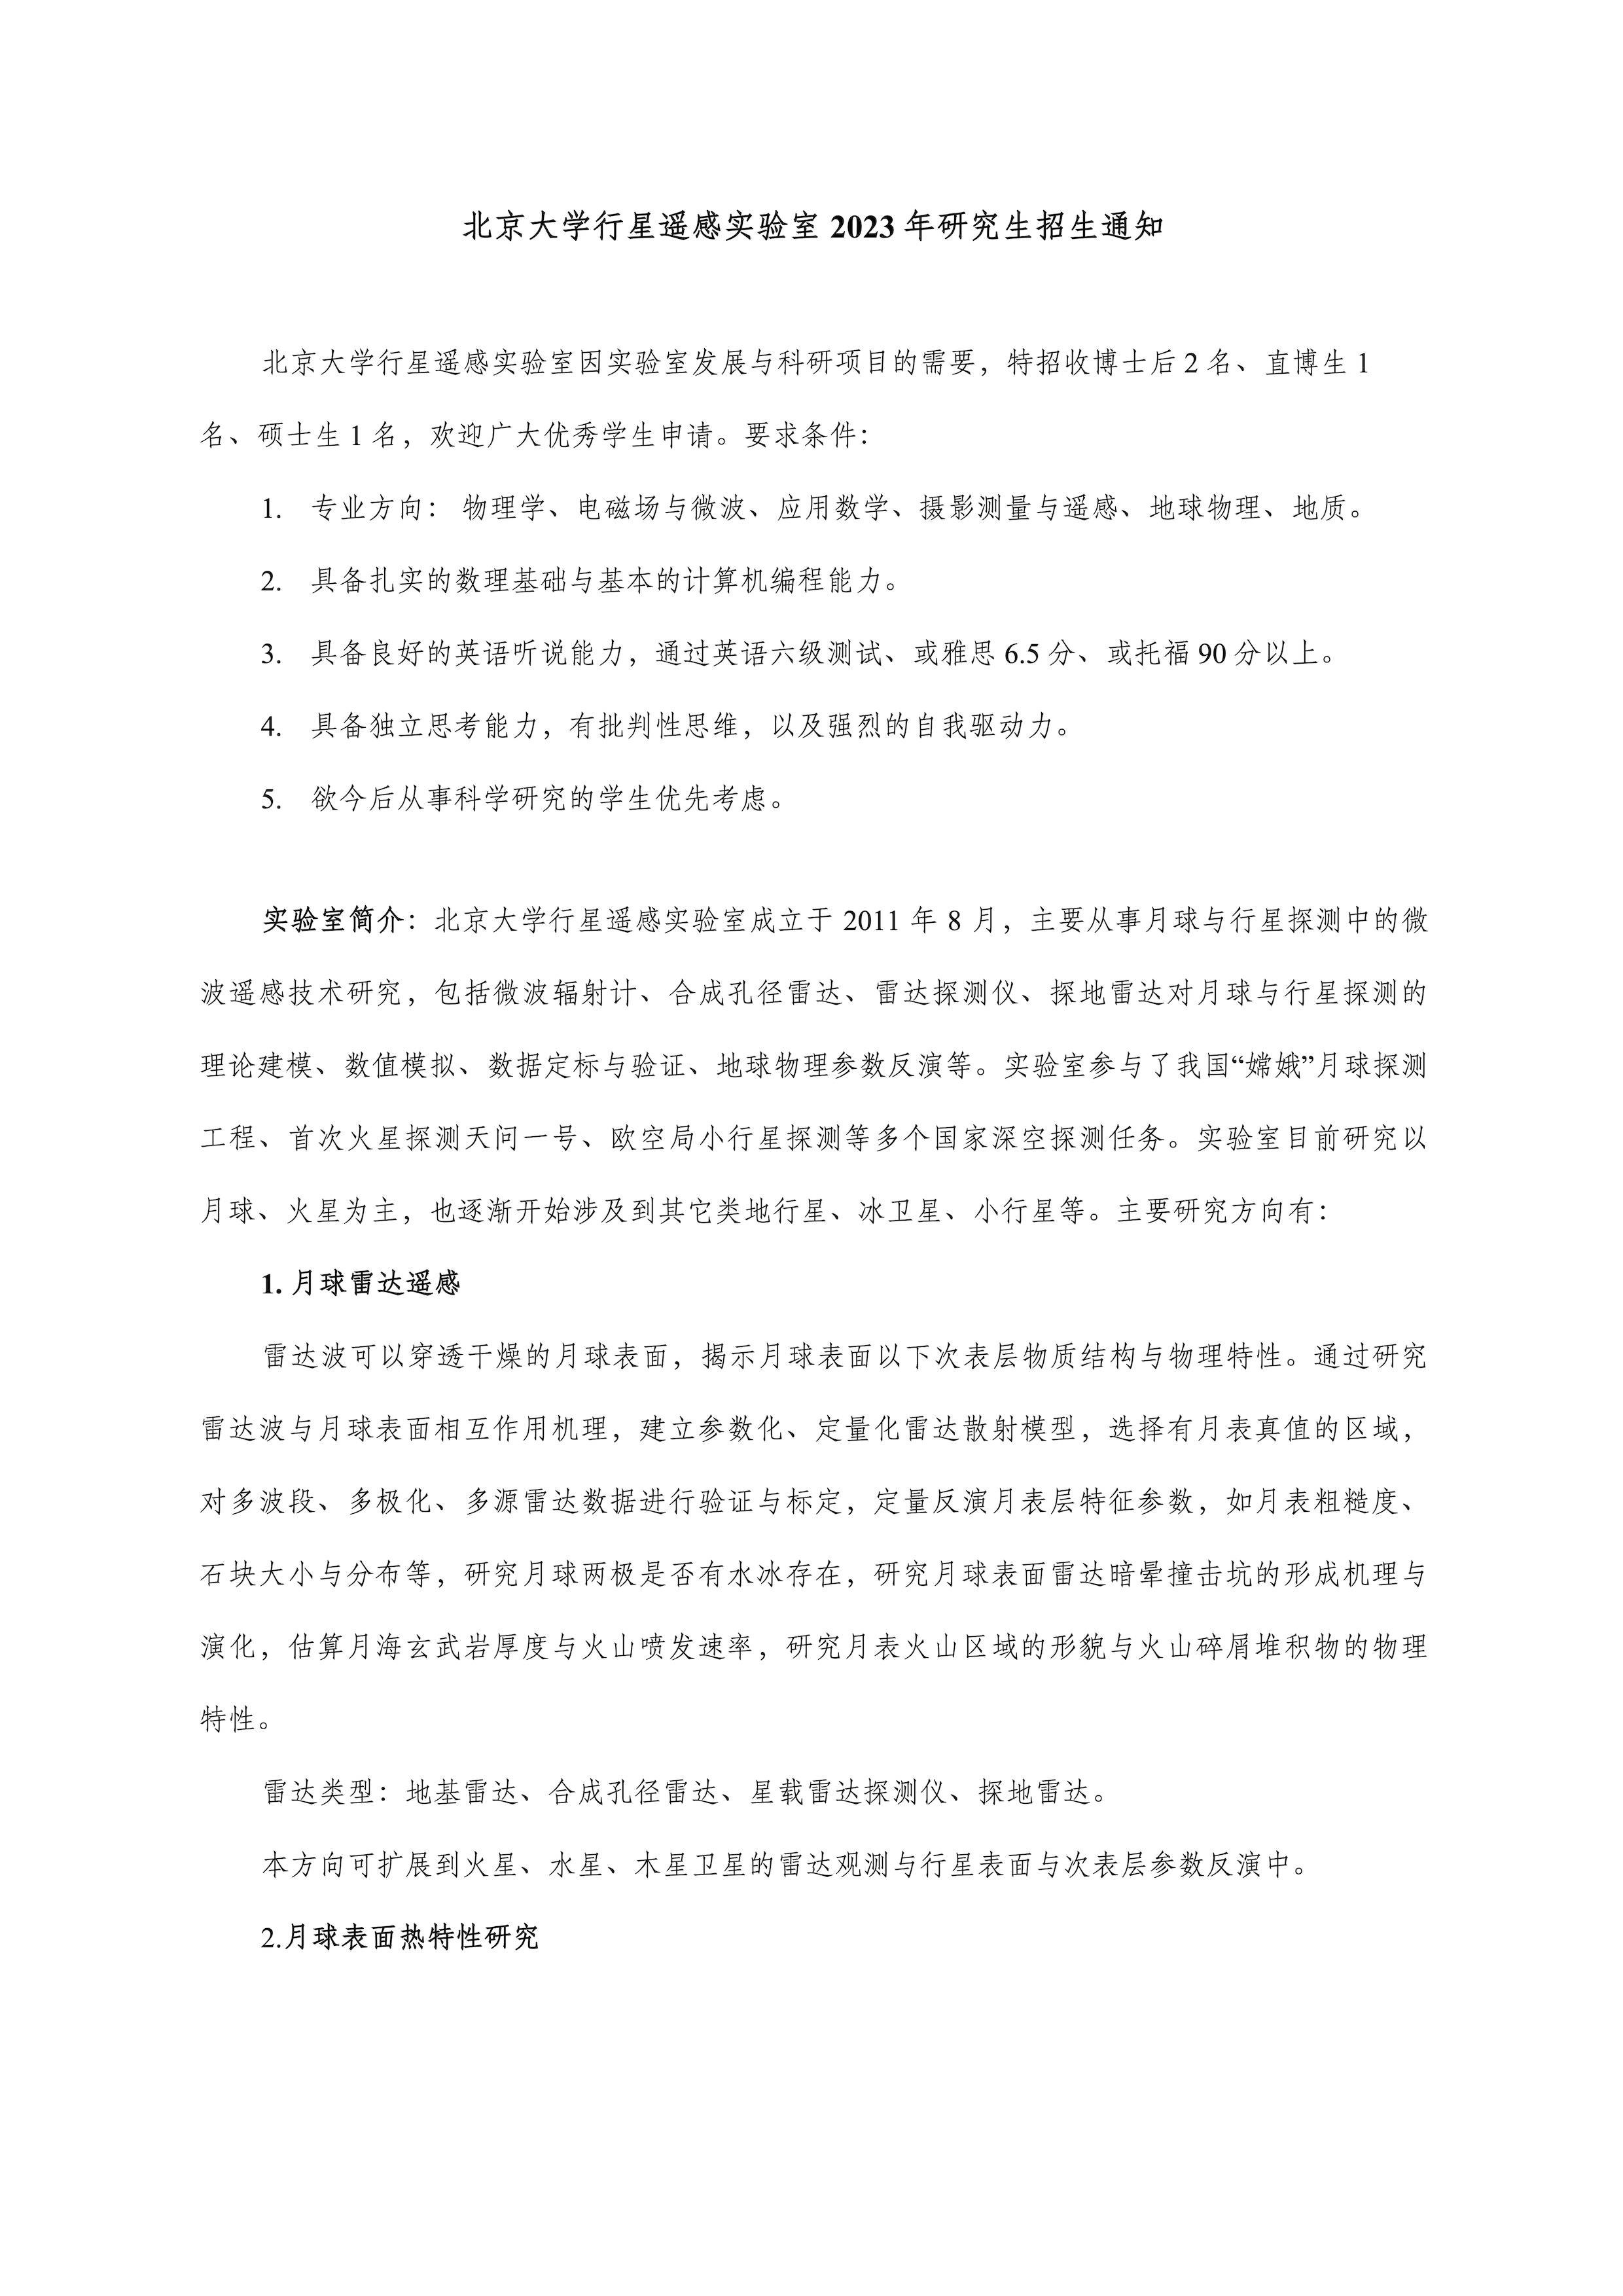 北京大学行星遥感实验室 2023 年研究生招生通知
北京大学行星遥感实验室因实验室发展与科研项目的需要，特招收博士后 2 名、直博生 1
名、硕士生 1 名，欢迎广大优秀学生申请。要求条件：
1. 专业方向： 物理学、电磁场与微波、应用数学、摄影测量与遥感、地球物理、地质。
2. 具备扎实的数理基础与基本的计算机编程能力。
3. 具备良好的英语听说能力，通过英语六级测试、或雅思 6.5 分、或托福 90 分以上。
4. 具备独立思考能力，有批判性思维，以及强烈的自我驱动力。
5. 欲今后从事科学研究的学生优先考虑。
实验室简介：北京大学行星遥感实验室成立于 2011 年 8 月，主要从事月球与行星探测中的微
波遥感技术研究，包括微波辐射计、合成孔径雷达、雷达探测仪、探地雷达对月球与行星探测的
理论建模、数值模拟、数据定标与验证、地球物理参数反演等。实验室参与了我国“嫦娥”月球探测
工程、首次火星探测天问一号、欧空局小行星探测等多个国家深空探测任务。实验室目前研究以
月球、火星为主，也逐渐开始涉及到其它类地行星、冰卫星、小行星等。主要研究方向有：
1. 月球雷达遥感
雷达波可以穿透干燥的月球表面，揭示月球表面以下次表层物质结构与物理特性。通过研究
雷达波与月球表面相互作用机理，建立参数化、定量化雷达散射模型，选择有月表真值的区域，
对多波段、多极化、多源雷达数据进行验证与标定，定量反演月表层特征参数，如月表粗糙度、
石块大小与分布等，研究月球两极是否有水冰存在，研究月球表面雷达暗晕撞击坑的形成机理与
演化，估算月海玄武岩厚度与火山喷发速率，研究月表火山区域的形貌与火山碎屑堆积物的物理
特性。
雷达类型：地基雷达、合成孔径雷达、星载雷达探测仪、探地雷达。
本方向可扩展到火星、水星、木星卫星的雷达观测与行星表面与次表层参数反演中。
2.月球表面热特性研究